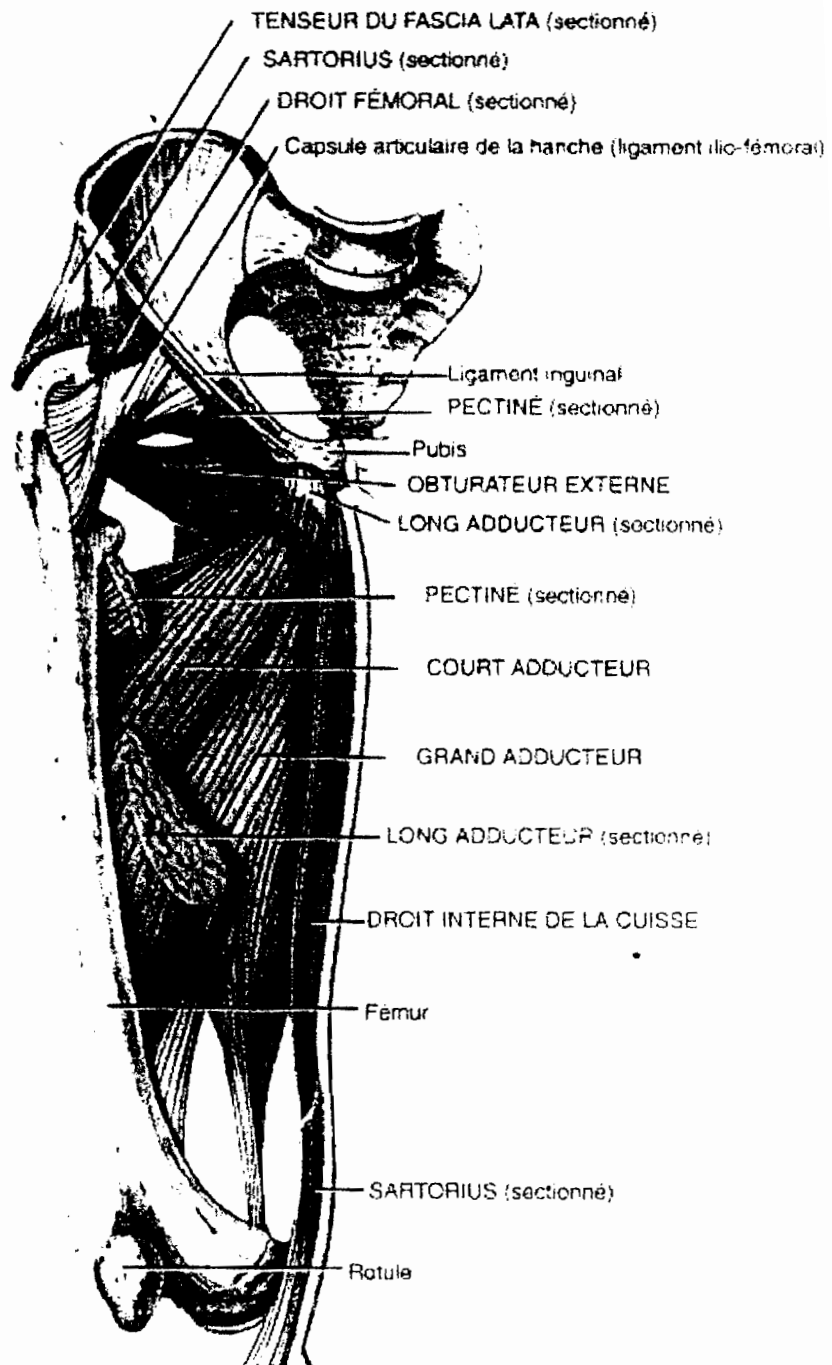 TENSEUR DU FASCIA LATA (sectionné)
SARTORIUS (sectionné)
DROIT FÉMORAL (sectionné)
Capsule articulaire de la hanche (ligament ilio-fémoral)
Ligament inguinal
PECTINÉ (sectionné)
Pubis
OBTURATEUR EXTERNE
LONG ADDUCTEUR (sectionné)
PECTINÉ (sectionné)
COURT ADDUCTEUR
GRAND ADDUCTEUR
LONG ADDUCTEUR (sectionné)
DROIT INTERNE DE LA CUISSE
Fémur
SARTORIUS (sectionné)
Rotule